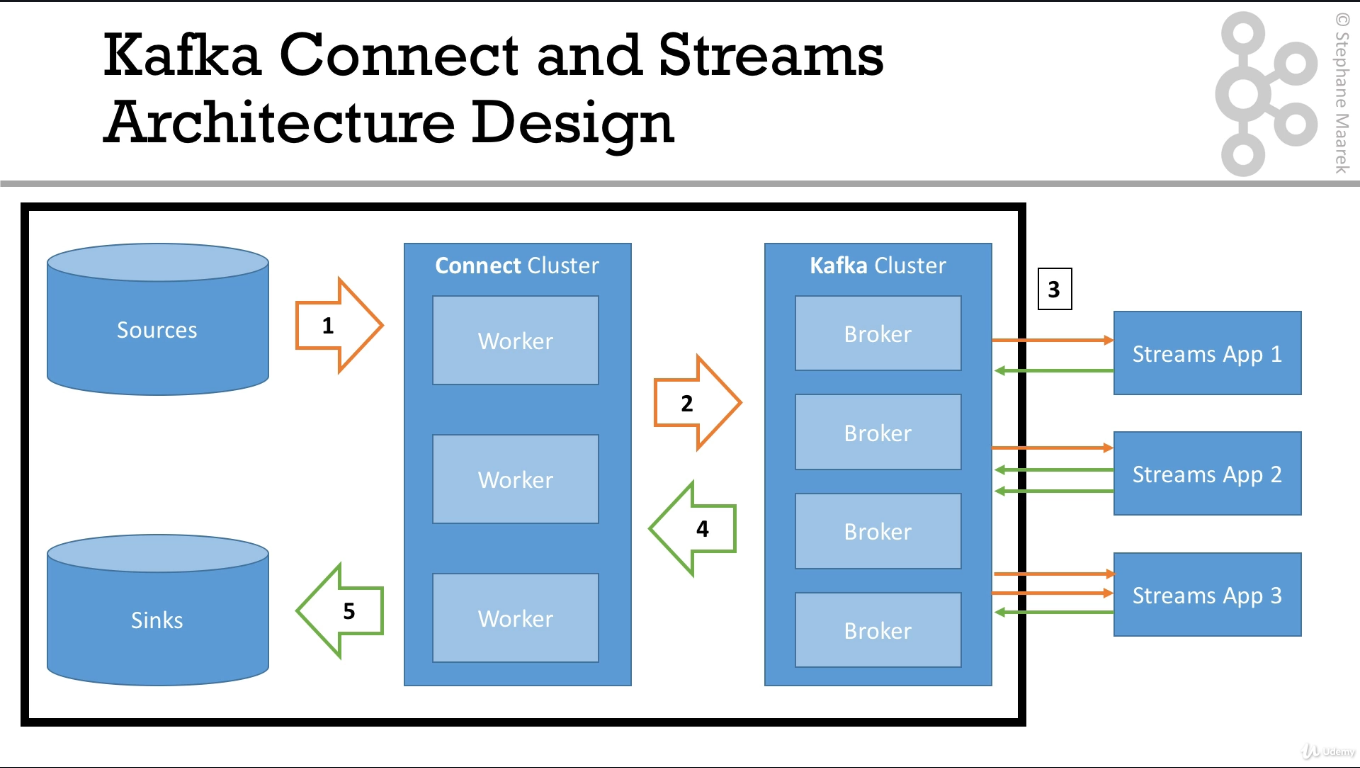 Kafka Connect and Streams
Architecture Design
© Stephane Maarek
Sources
1
Connect Cluster
Worker
Worker
Worker
2
4
Kafka Cluster
Broker
Broker
Broker
Broker
3
Streams App 1
Streams App 2
Streams App 3
Sinks
5
Udemy